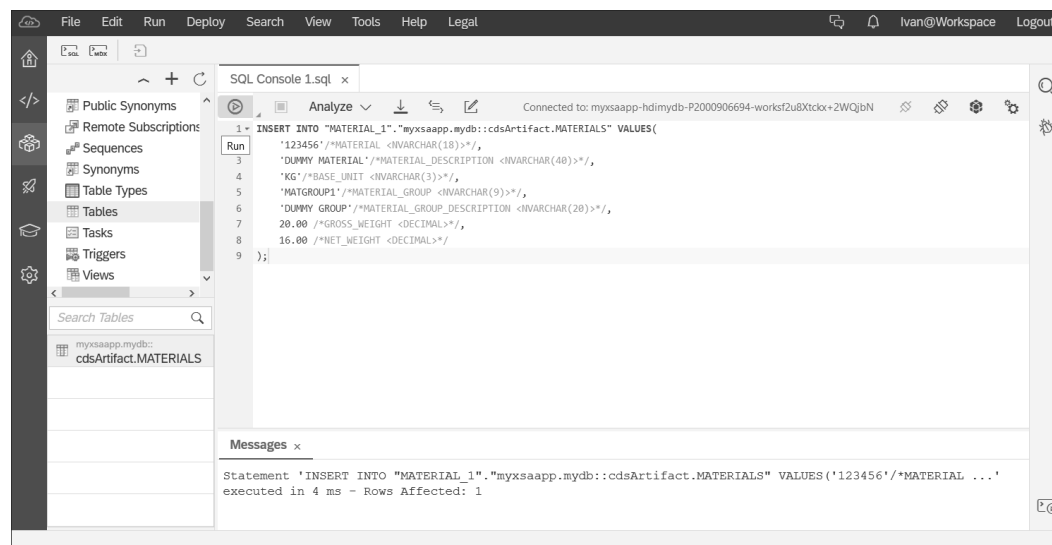 File Edit Run Deploy Search View Tools Help Legal Ivan@Workspace Logout
SQL MDX
SQL Console 1.sql ×
Analyze Connected to: myxsaapp-hdimydb-P2000906694-worksf2u8Xtckx+2WQjbN
Run
Public Synonyms
Remote Subscriptions
Sequences
Synonyms
Table Types
Tables
Tasks
Triggers
Views
Search Tables
myxsaapp.mydb::
cdsArtifact.MATERIALS
1 INSERT INTO "MATERIAL_1"."myxsaapp.mydb::cdsArtifact.MATERIALS" VALUES(
'123456'/*MATERIAL <NVARCHAR(18)>*/,
3 'DUMMY MATERIAL'/*MATERIAL_DESCRIPTION <NVARCHAR(40)>*/,
4 'KG'/*BASE_UNIT <NVARCHAR(3)>*/,
5 'MATGROUP1'/*MATERIAL_GROUP <NVARCHAR(9)>*/,
6 'DUMMY GROUP'/*MATERIAL_GROUP_DESCRIPTION <NVARCHAR(20)>*/,
7 20.00 /*GROSS_WEIGHT <DECIMAL>*/,
8 16.00 /*NET_WEIGHT <DECIMAL>*/
9 );
Messages ×
Statement 'INSERT INTO "MATERIAL_1"."myxsaapp.mydb::cdsArtifact.MATERIALS" VALUES('123456'/*MATERIAL ...'
executed in 4 ms - Rows Affected: 1